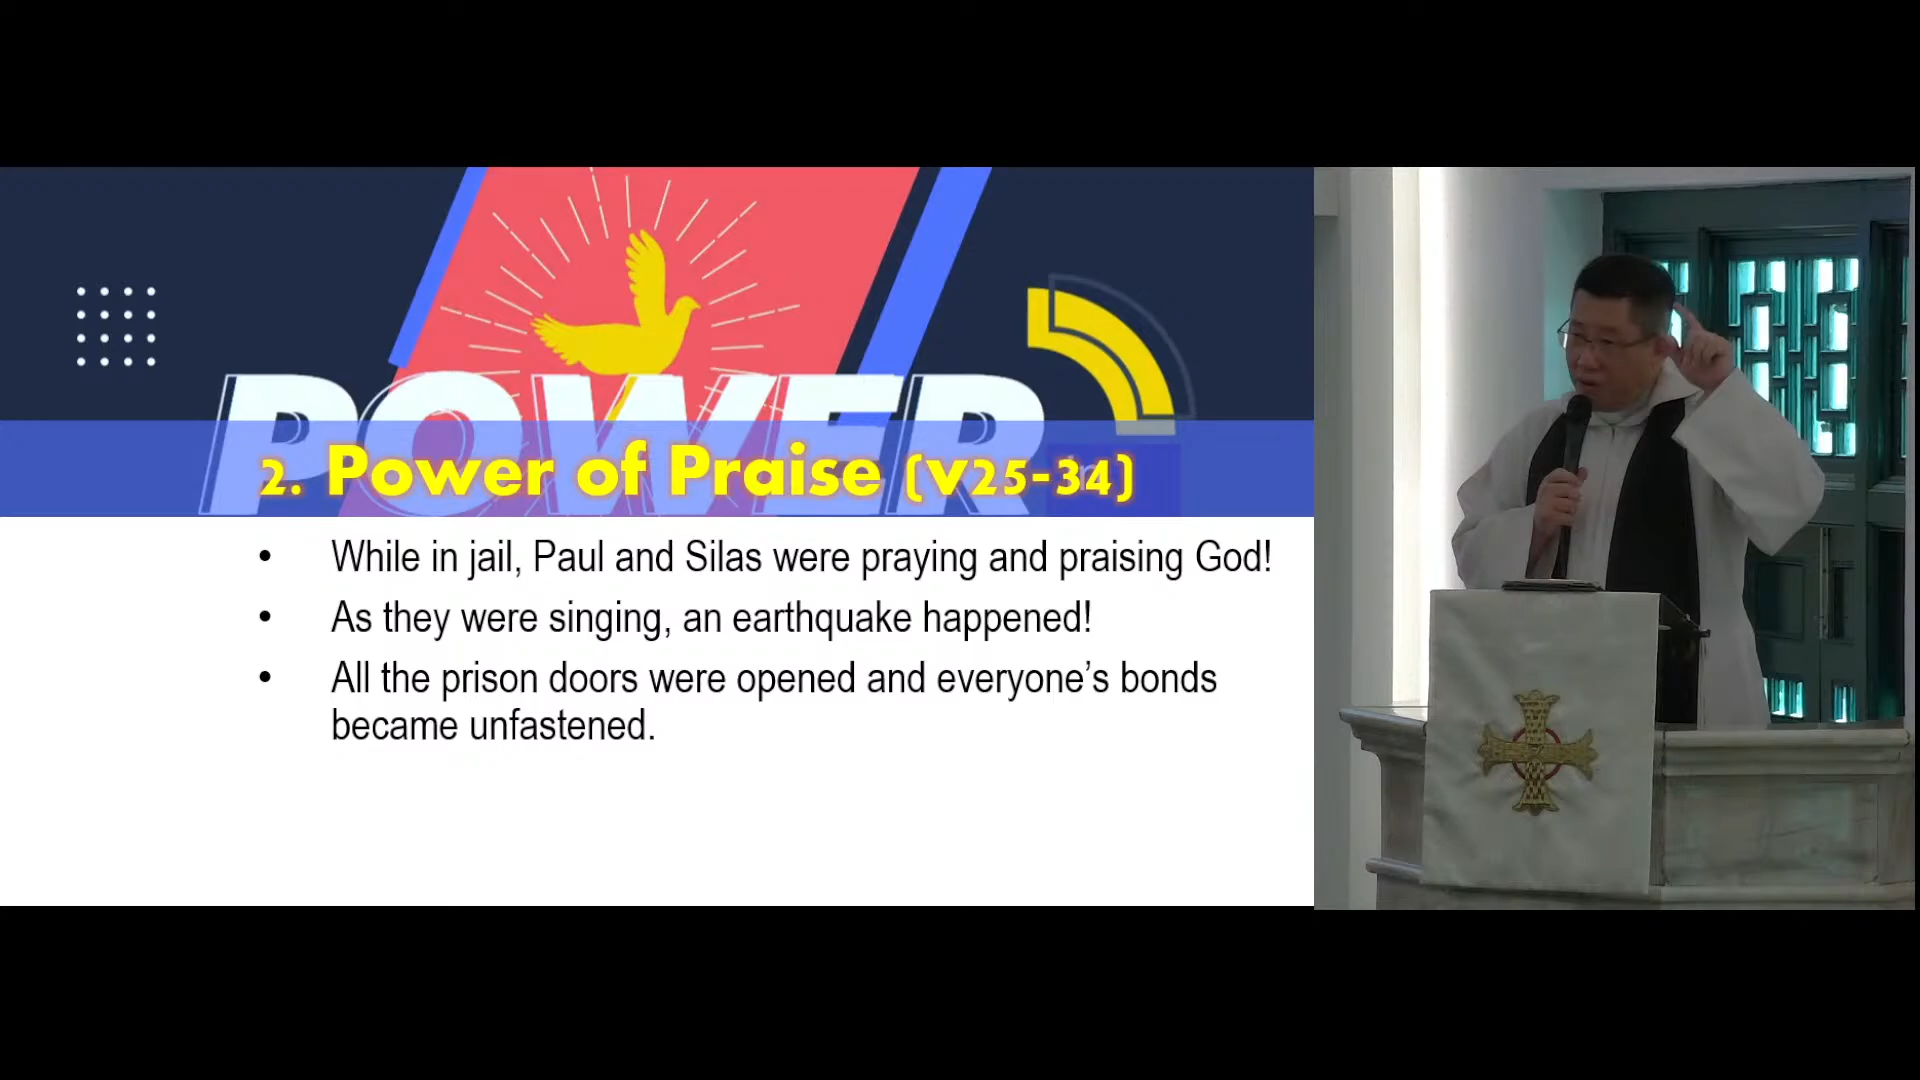 POWER
2. Power of Praise (v25-34)
• While in jail, Paul and Silas were praying and praising God!
• As they were singing, an earthquake happened!
• All the prison doors were opened and everyone’s bonds
became unfastened.